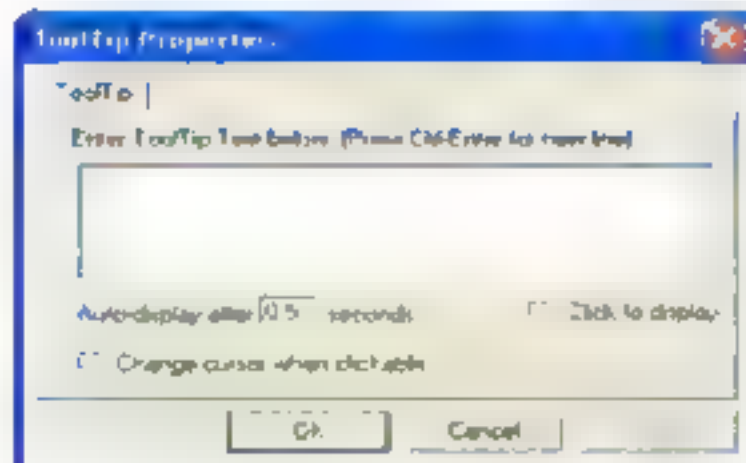 ToolTip Properties
ToolTip
Enter ToolTip Text below: (Press Ctrl-Enter for new line)
Auto-display after 0.5 seconds
Click to display
Change cursor when clickable
OK
Cancel